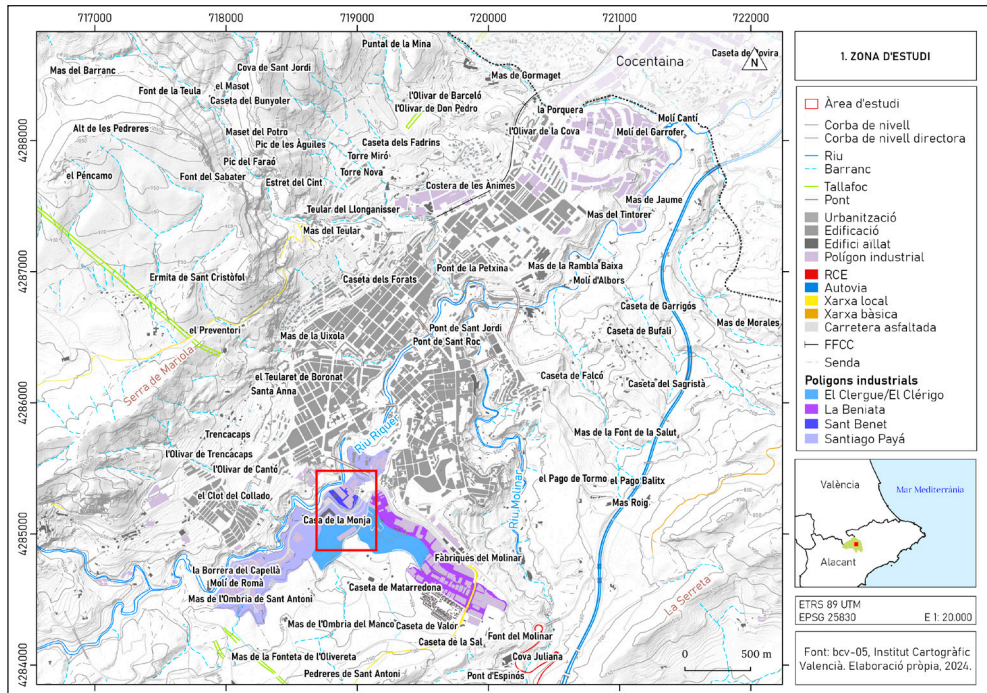 717000
718000
719000
720000
721000
722000
4288000
4287000
4286000
4285000
4284000
Puntal de la Mina
Caseta de Rovira
N
Cocentaina
Mas del Barranc
Cova de Sant Jordi
Mas de Gormaget
Font de la Teula
el Masot
Caseta del Bunyoler
l'Olivar de Barceló
l'Olivar de Don Pedro
la Porquera
Molí Cantí
Alt de les Pedreres
Maset del Potro
Pic de les Àguiles
Caseta dels Fadrins
l'Olivar de la Cova
Molí del Garrofer
Pic del Faraó
Torre Miró
el Péncamo
Font del Sabater
Torre Nova
Estret del Cint
Costera de les Ànimes
Mas de Jaume
Teular del Llonganisser
Mas del Tintorer
Mas del Teular
Ermita de Sant Cristòfol
Caseta dels Forats
Pont de la Petxina
Mas de la Rambla Baixa
Molí d'Albors
Caseta de Garrigós
el Preventori
Mas de la Uixola
Pont de Sant Jordi
Pont de Sant Roc
Caseta de Bufali
Mas de Morales
Serra de Mariola
el Teularet de Boronat
Santa Anna
Caseta de Falcó
Caseta del Sagristà
Riu Riquer
Trencacaps
Mas de la Font de la Salut
l'Olivar de Trencacaps
l'Olivar de Cantó
Riu Molinar
el Pago de Tormo
el Pago Balitx
el Clot del Collado
Mas Roig
Casa de la Monja
la Borrera del Capellà
Molí de Romà
Fàbriques del Molinar
Mas de l'Ombria de Sant Antoni
Caseta de Matarredona
La Serreta
Mas de l'Ombria del Manco
Caseta de Valor
Caseta de la Sal
Font del Molinar
Mas de la Fonteta de l'Olivereta
Cova Juliana
Pedreres de Sant Antoni
Pont d'Espinós
0 500 m
1. ZONA D'ESTUDI
Àrea d'estudi
Corba de nivell
Corba de nivell directora
Riu
Barranc
Tallafoc
Pont
Urbanització
Edificació
Edifici aïllat
Polígon industrial
RCE
Autovia
Xarxa local
Xarxa bàsica
Carretera asfaltada
FFCC
Senda
Polígons industrials
El Clergue/El Clérigo
La Beniata
Sant Benet
Santiago Payá
València
Mar Mediterrània
Alacant
ETRS 89 UTM
EPSG 25830 E 1: 20.000
Font: bcv-05, Institut Cartogràfic
Valencià. Elaboració pròpia, 2024.